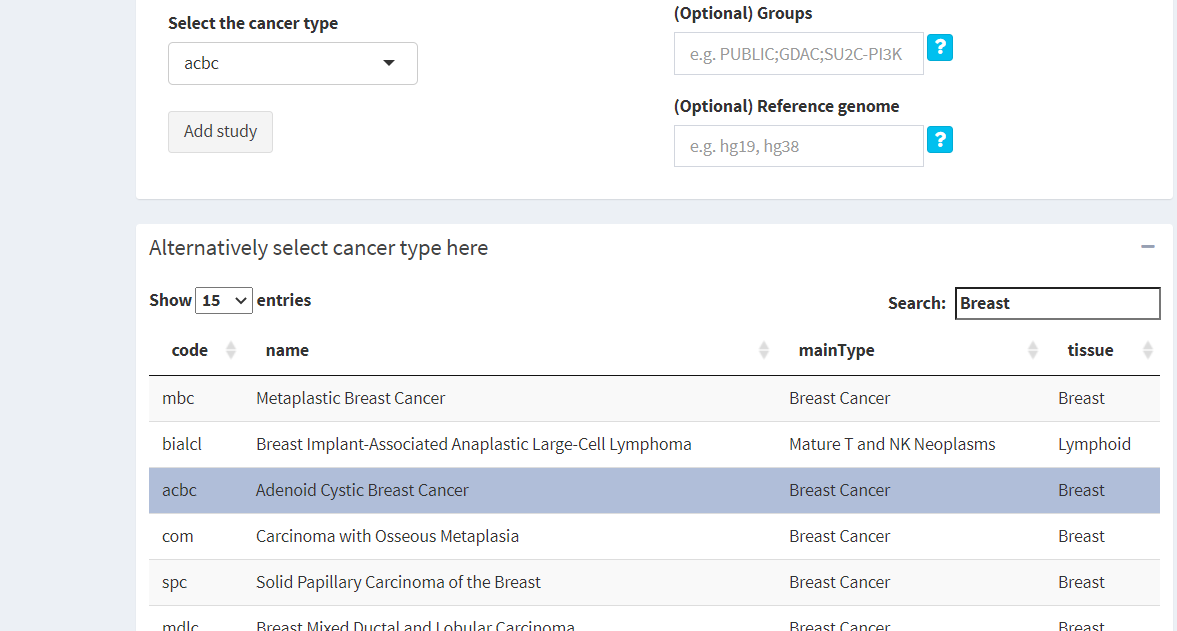 Select the cancer type
acbc
Add study
(Optional) Groups
e.g. PUBLIC;GDAC;SU2C-PI3K
?
(Optional) Reference genome
e.g. hg19, hg38
?
Alternatively select cancer type here
Show 15 entries
Search: Breast
code name mainType tissue
mbc Metaplastic Breast Cancer Breast Cancer Breast
bialcl Breast Implant-Associated Anaplastic Large-Cell Lymphoma Mature T and NK Neoplasms Lymphoid
acbc Adenoid Cystic Breast Cancer Breast Cancer Breast
com Carcinoma with Osseous Metaplasia Breast Cancer Breast
spc Solid Papillary Carcinoma of the Breast Breast Cancer Breast
mdlc Breast Mixed Ductal and Lobular Carcinoma Breast Cancer Breast